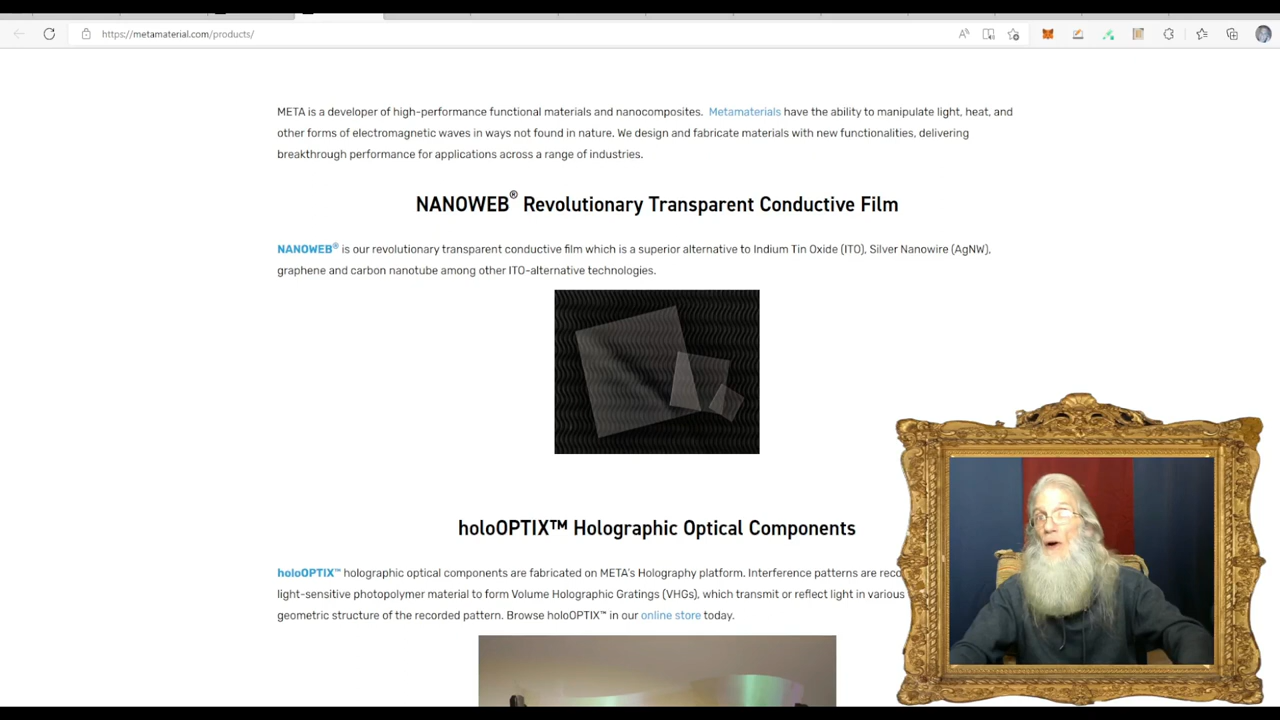 https://metamaterial.com/products/
META is a developer of high-performance functional materials and nanocomposites. Metamaterials have the ability to manipulate light, heat, and
other forms of electromagnetic waves in ways not found in nature. We design and fabricate materials with new functionalities, delivering
breakthrough performance for applications across a range of industries.
NANOWEB® Revolutionary Transparent Conductive Film
NANOWEB® is our revolutionary transparent conductive film which is a superior alternative to Indium Tin Oxide (ITO), Silver Nanowire (AgNW),
graphene and carbon nanotube among other ITO-alternative technologies.
holoOPTIX™ Holographic Optical Components
holoOPTIX™ holographic optical components are fabricated on META's Holography platform. Interference patterns are
light-sensitive photopolymer material to form Volume Holographic Gratings (VHGs), which transmit or reflect light in various
geometric structure of the recorded pattern. Browse holoOPTIX™ in our online store today.